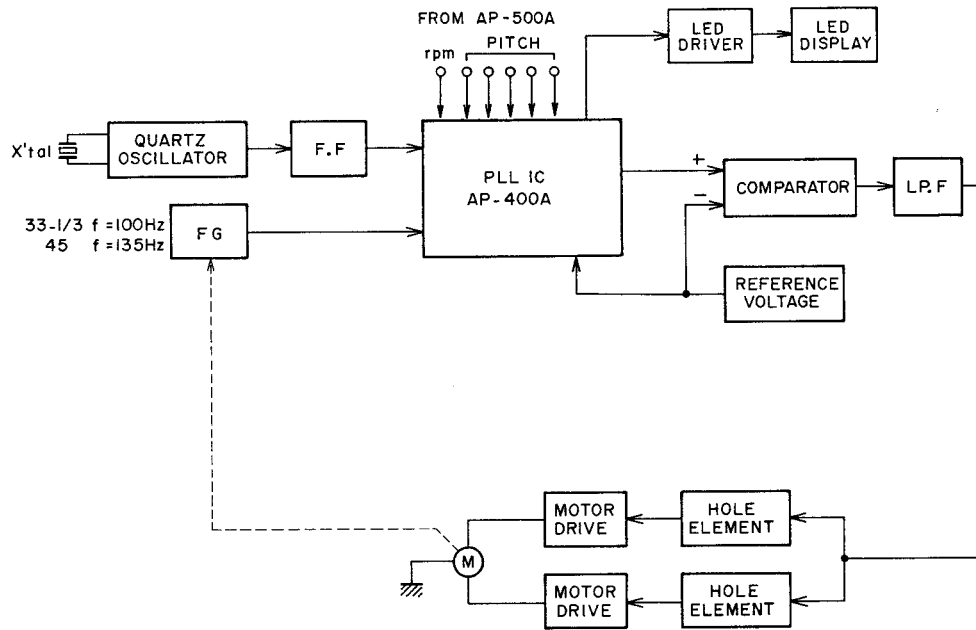 FROM AP-500A
rpm PITCH
LED
DRIVER
LED
DISPLAY
X'tal
QUARTZ
OSCILLATOR
F.F
PLL IC
AP-400A
+
−
COMPARATOR
L.P.F
33-1/3 f=100Hz
45 f=135Hz
FG
REFERENCE
VOLTAGE
MOTOR
DRIVE
HOLE
ELEMENT
M
MOTOR
DRIVE
HOLE
ELEMENT